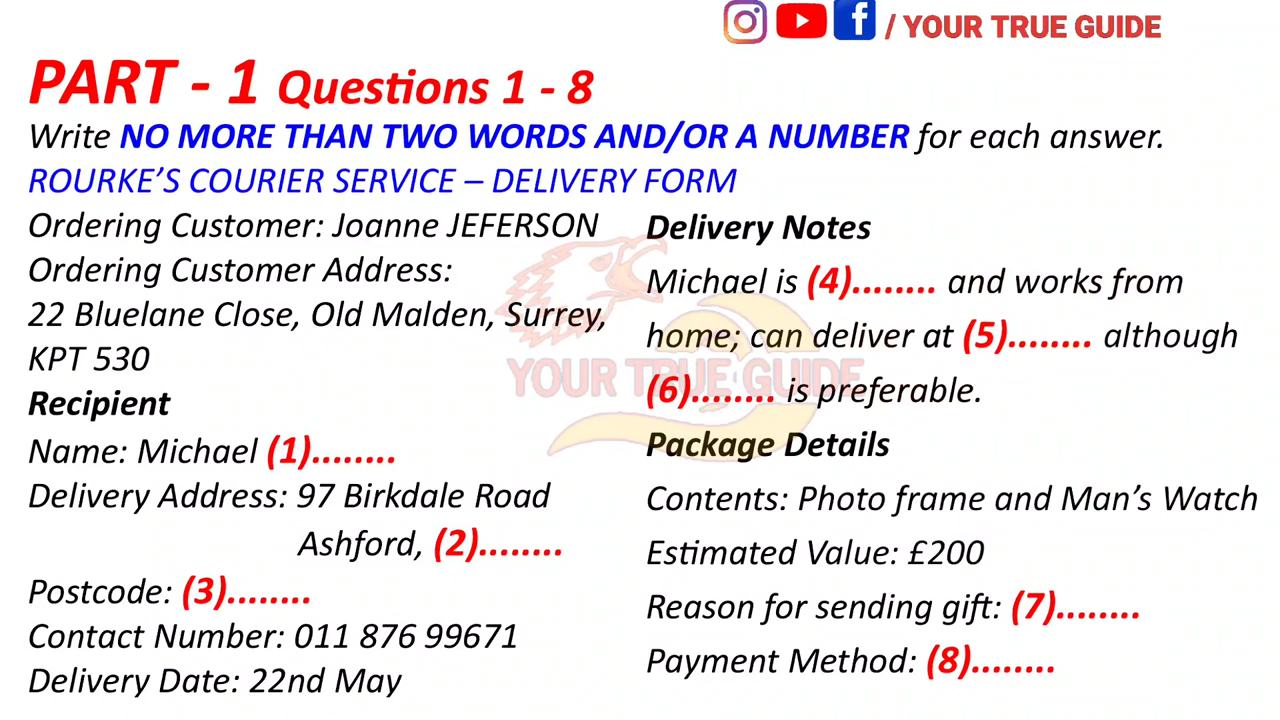 / YOUR TRUE GUIDE
PART - 1 Questions 1 - 8
Write NO MORE THAN TWO WORDS AND/OR A NUMBER for each answer.
ROURKE’S COURIER SERVICE – DELIVERY FORM
Ordering Customer: Joanne JEFERSON
Ordering Customer Address:
22 Bluelane Close, Old Malden, Surrey,
KPT 530
Recipient
Name: Michael (1)........
Delivery Address: 97 Birkdale Road
Ashford, (2)........
Postcode: (3)........
Contact Number: 011 876 99671
Delivery Date: 22nd May
Delivery Notes
Michael is (4)........ and works from
home; can deliver at (5)........ although
(6)........ is preferable.
Package Details
Contents: Photo frame and Man’s Watch
Estimated Value: £200
Reason for sending gift: (7)........
Payment Method: (8)........
YOUR TRUE GUIDE